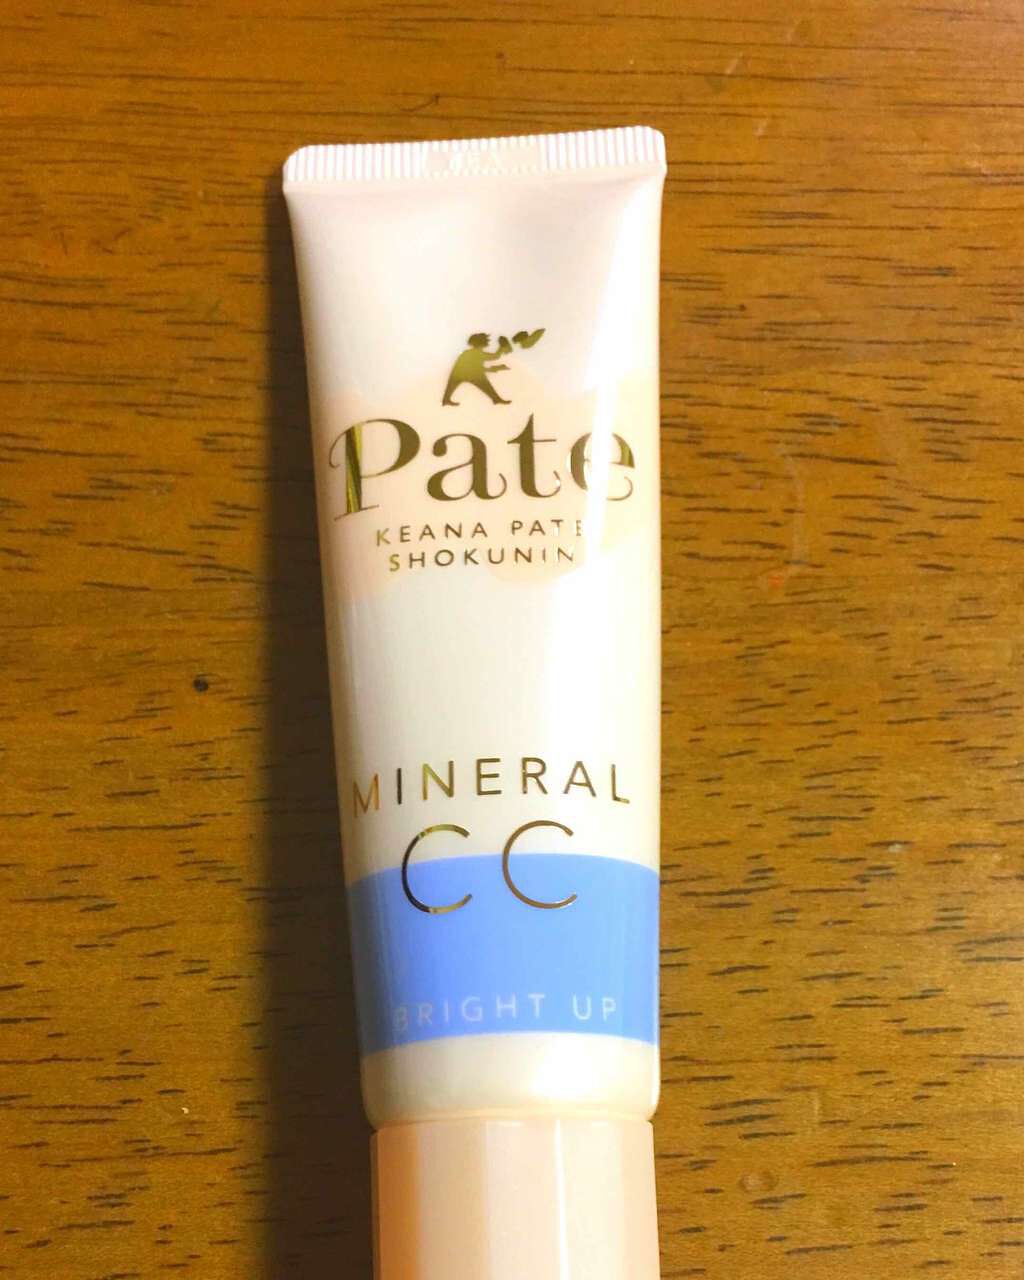 Pate
KEANA PATE
SHOKUNIN
MINERAL
CC
BRIGHT UP